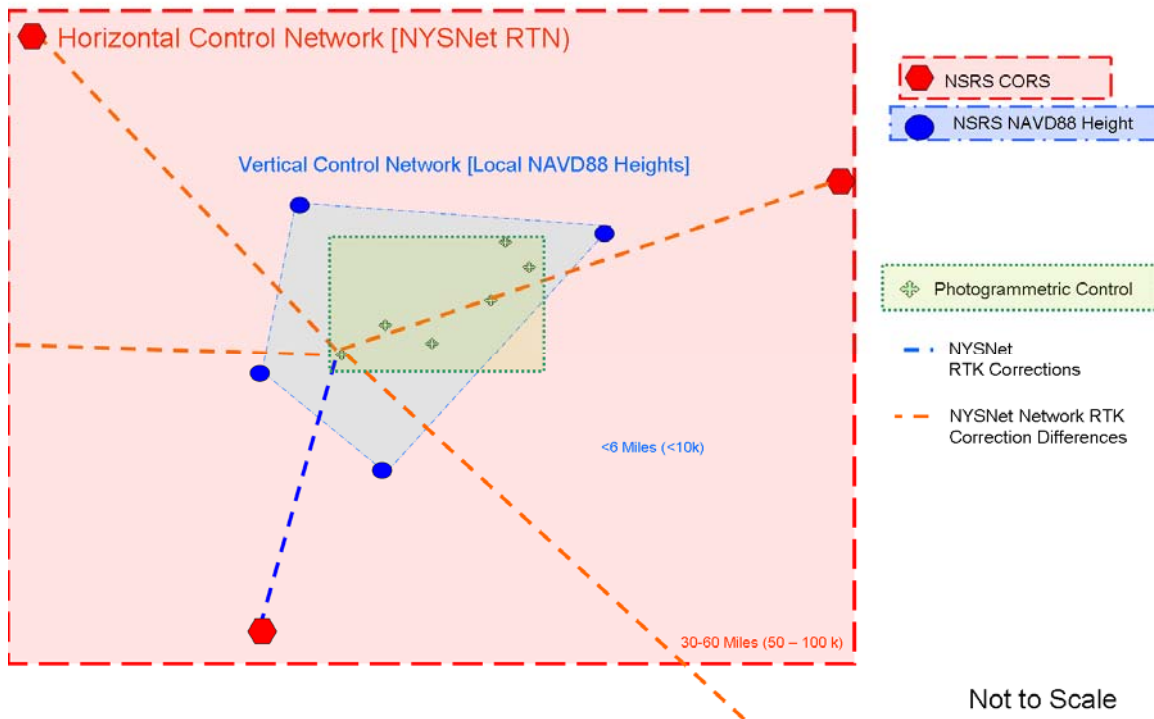 Horizontal Control Network [NYSNet RTN)
NSRS CORS
NSRS NAVD88 Height
Vertical Control Network [Local NAVD88 Heights]
Photogrammetric Control
NYSNet
RTK Corrections
NYSNet Network RTK
Correction Differences
<6 Miles (<10k)
30-60 Miles (50 – 100 k)
Not to Scale